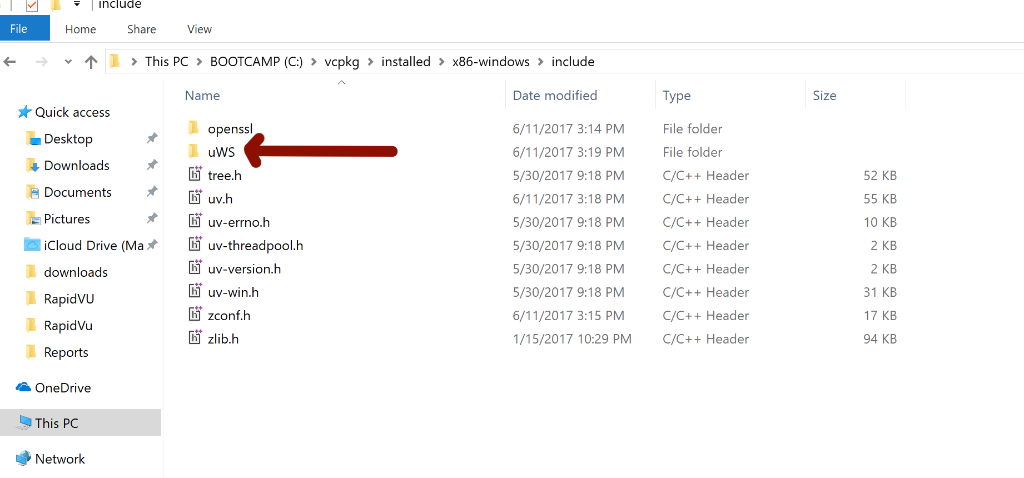 include
File Home Share View
This PC > BOOTCAMP (C:) > vcpkg > installed > x86-windows > include
Name Date modified Type Size
Quick access
Desktop
Downloads
Documents
Pictures
iCloud Drive (Ma
downloads
RapidVU
RapidVu
Reports
OneDrive
This PC
Network
openssl 6/11/2017 3:14 PM File folder
uWS 6/11/2017 3:19 PM File folder
tree.h 5/30/2017 9:18 PM C/C++ Header 52 KB
uv.h 6/11/2017 3:18 PM C/C++ Header 55 KB
uv-errno.h 5/30/2017 9:18 PM C/C++ Header 10 KB
uv-threadpool.h 5/30/2017 9:18 PM C/C++ Header 2 KB
uv-version.h 5/30/2017 9:18 PM C/C++ Header 2 KB
uv-win.h 5/30/2017 9:18 PM C/C++ Header 31 KB
zconf.h 6/11/2017 3:15 PM C/C++ Header 17 KB
zlib.h 1/15/2017 10:29 PM C/C++ Header 94 KB